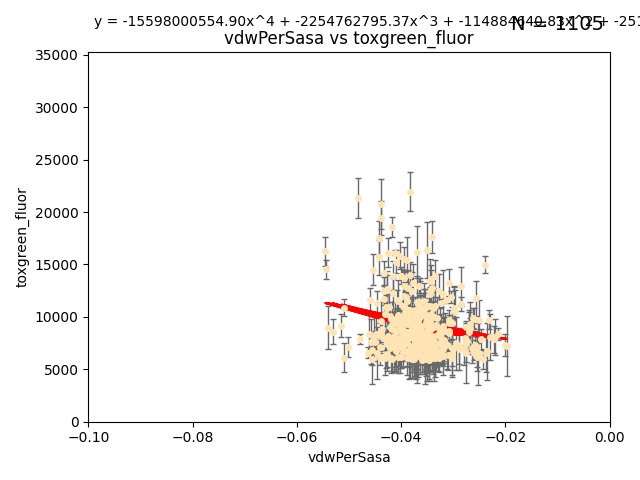 y = -15598000554.90x^4 + -2254762795.37x^3 +
N = 1105
vdwPerSasa vs toxgreen_fluor
35000
30000
25000
20000
15000
10000
5000
0
toxgreen_fluor
−0.10 −0.08 −0.06 −0.04 −0.02 0.00
vdwPerSasa